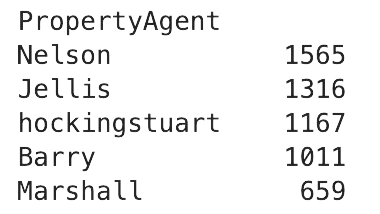 PropertyAgent
Nelson 1565
Jellis 1316
hockingstuart 1167
Barry 1011
Marshall 659